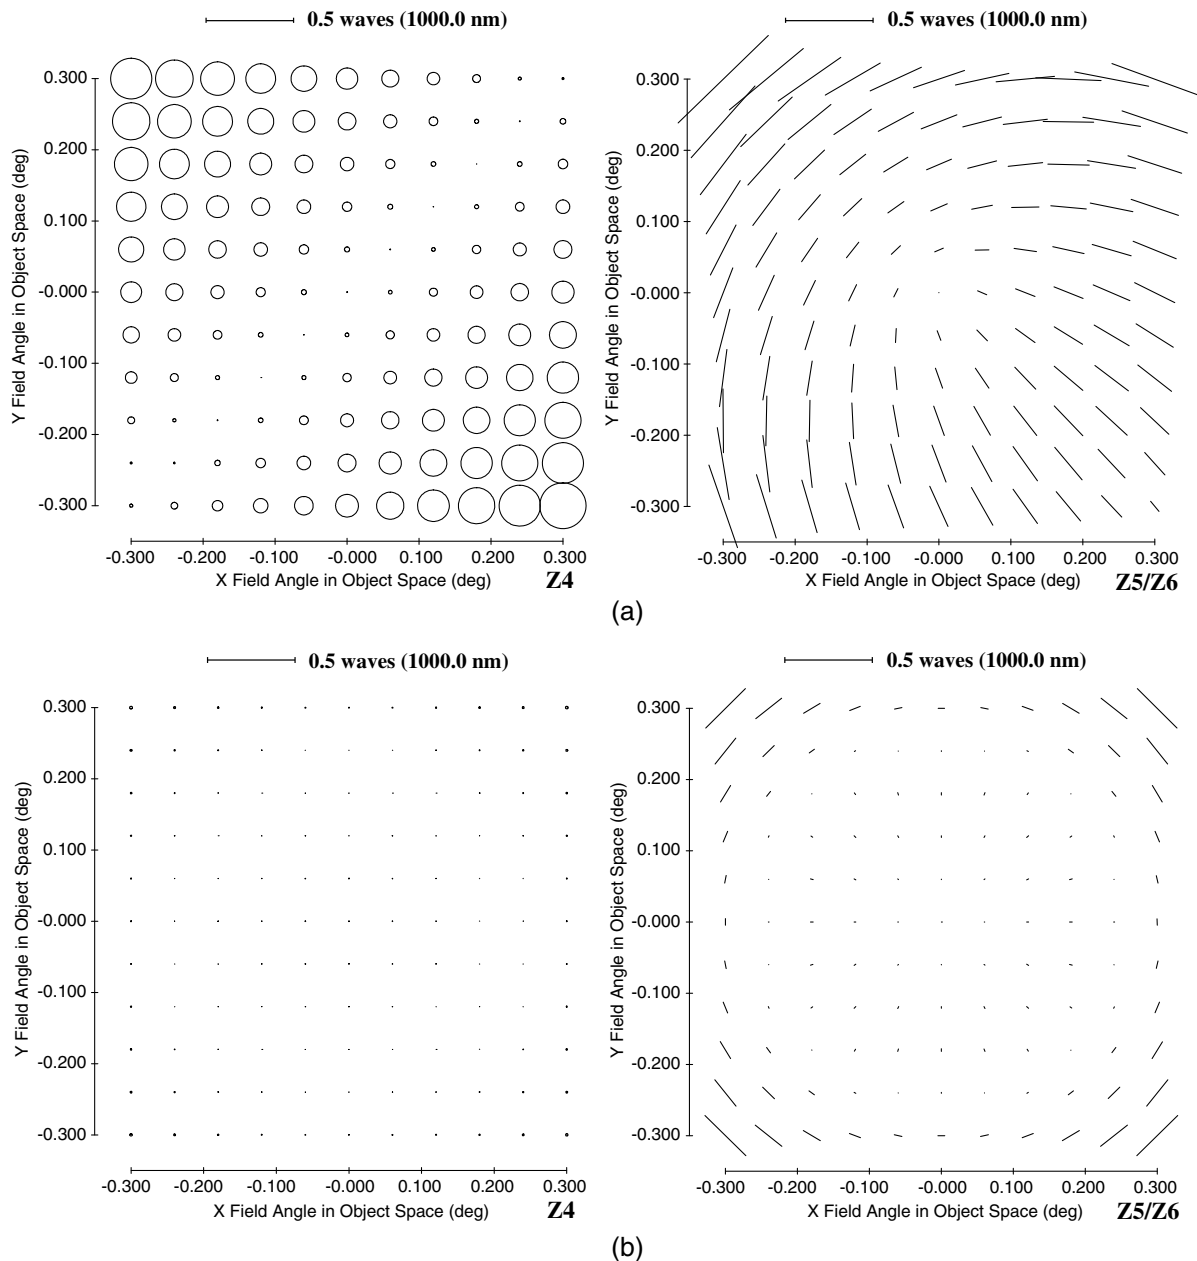 0.5 waves (1000.0 nm)
0.5 waves (1000.0 nm)
0.300
0.200
0.100
-0.000
-0.100
-0.200
-0.300
Y Field Angle in Object Space (deg)
-0.300 -0.200 -0.100 -0.000 0.100 0.200 0.300
X Field Angle in Object Space (deg)
Z4
0.300
0.200
0.100
-0.000
-0.100
-0.200
-0.300
Y Field Angle in Object Space (deg)
-0.300 -0.200 -0.100 -0.000 0.100 0.200 0.300
X Field Angle in Object Space (deg)
Z5/Z6
(a)
0.5 waves (1000.0 nm)
0.5 waves (1000.0 nm)
0.300
0.200
0.100
-0.000
-0.100
-0.200
-0.300
Y Field Angle in Object Space (deg)
-0.300 -0.200 -0.100 -0.000 0.100 0.200 0.300
X Field Angle in Object Space (deg)
Z4
0.300
0.200
0.100
-0.000
-0.100
-0.200
-0.300
Y Field Angle in Object Space (deg)
-0.300 -0.200 -0.100 -0.000 0.100 0.200 0.300
X Field Angle in Object Space (deg)
Z5/Z6
(b)